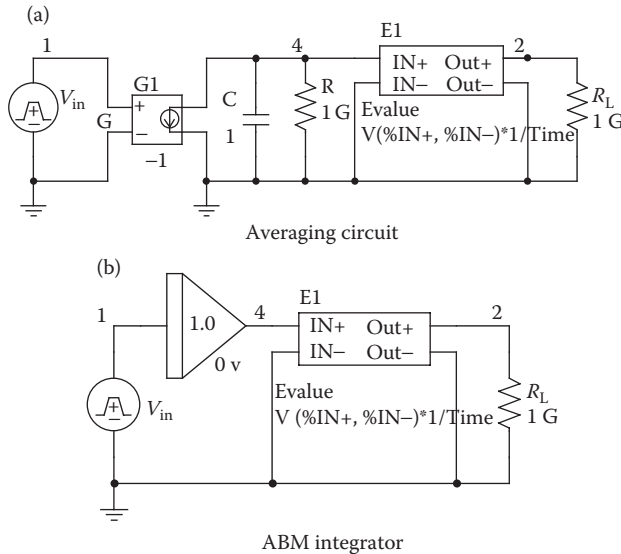 (a)
1
G1
4
E1
2
IN+ Out+
IN− Out−
V_in
+
−
G
−1
C
1
R
1 G
Evalue
V(%IN+, %IN−)*1/Time
R_L
1 G
Averaging circuit
(b)
1
1.0
0 v
4
E1
2
IN+ Out+
IN− Out−
V_in
Evalue
V (%IN+, %IN−)*1/Time
R_L
1 G
ABM integrator